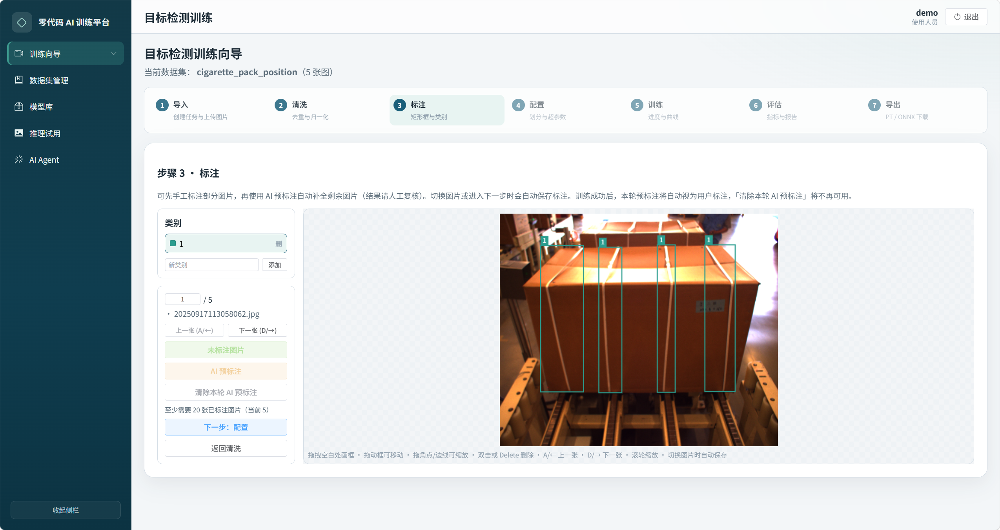 零代码 AI 训练平台
训练向导
数据集管理
模型库
推理试用
AI Agent
收起侧栏
目标检测训练
demo
使用人员
退出
目标检测训练向导
当前数据集： cigarette_pack_position（5 张图）
1 导入
创建任务与上传图片
2 清洗
去重与归一化
3 标注
矩形框与类别
4 配置
划分与超参数
5 训练
进度与曲线
6 评估
指标与报告
7 导出
PT / ONNX 下载
步骤 3 · 标注
可先手工标注部分图片，再使用 AI 预标注自动补全剩余图片（结果请人工复核）。切换图片或进入下一步时会自动保存标注。训练成功后，本轮预标注将自动视为用户标注，「清除本轮 AI 预标注」将不再可用。
类别
1 删
新类别 添加
1 / 5
· 20250917113058062.jpg
上一张 (A/←) 下一张 (D/→)
未标注图片
AI 预标注
清除本轮 AI 预标注
至少需要 20 张已标注图片（当前 5）
下一步：配置
返回清洗
1 1 1 1
拖拽空白处画框 · 拖动框可移动 · 拖角点/边线可缩放 · 双击或 Delete 删除 · A/← 上一张 · D/→ 下一张 · 滚轮缩放 · 切换图片时自动保存